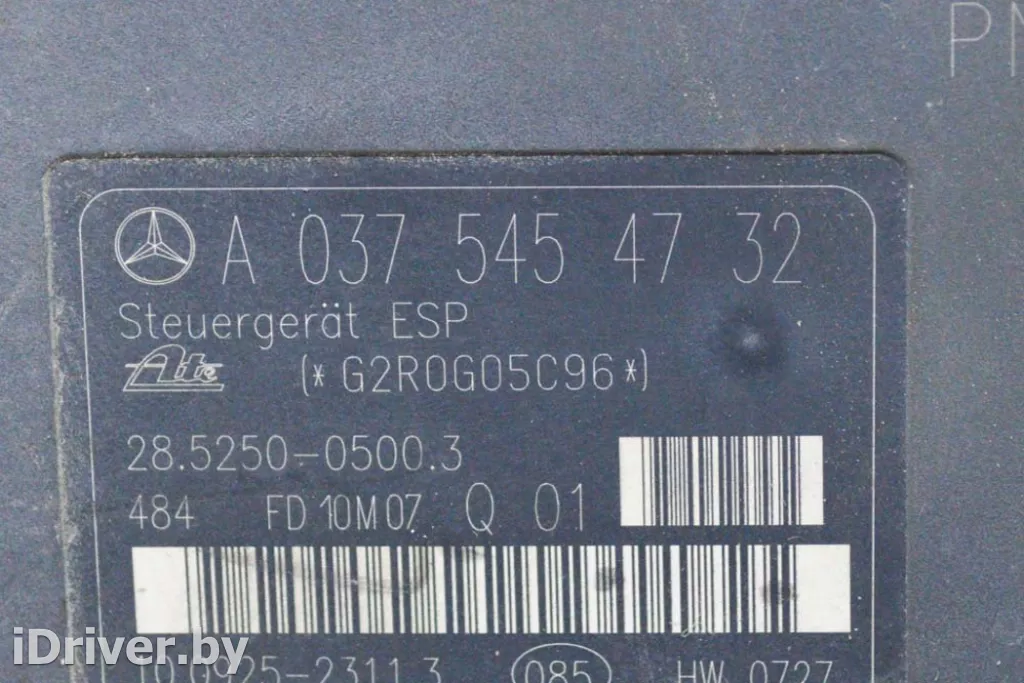 PM
A 037 545 47 32
Steuergerät ESP
Ate (*G2R0G05C96*)
28.5250-0500.3
484 FD 10M07 Q 01
10.0925-2311.3 085 HW 0727
iDriver.by